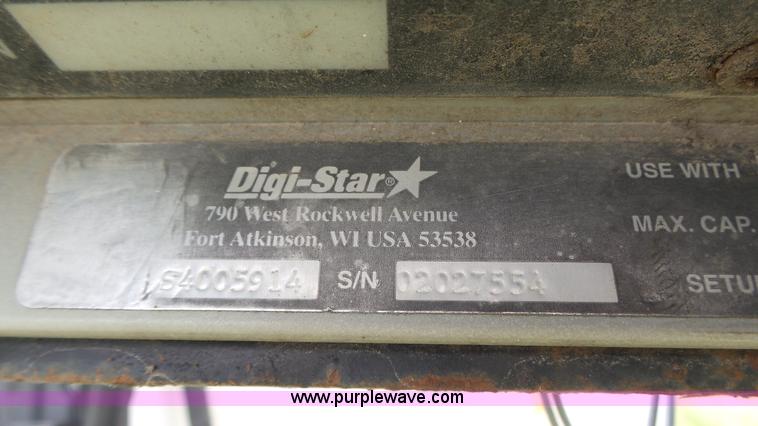 Digi-Star®
790 West Rockwell Avenue
Fort Atkinson, WI USA 53538
S4005914 S/N 02027554
USE WITH
MAX. CAP.
SETUP
www.purplewave.com